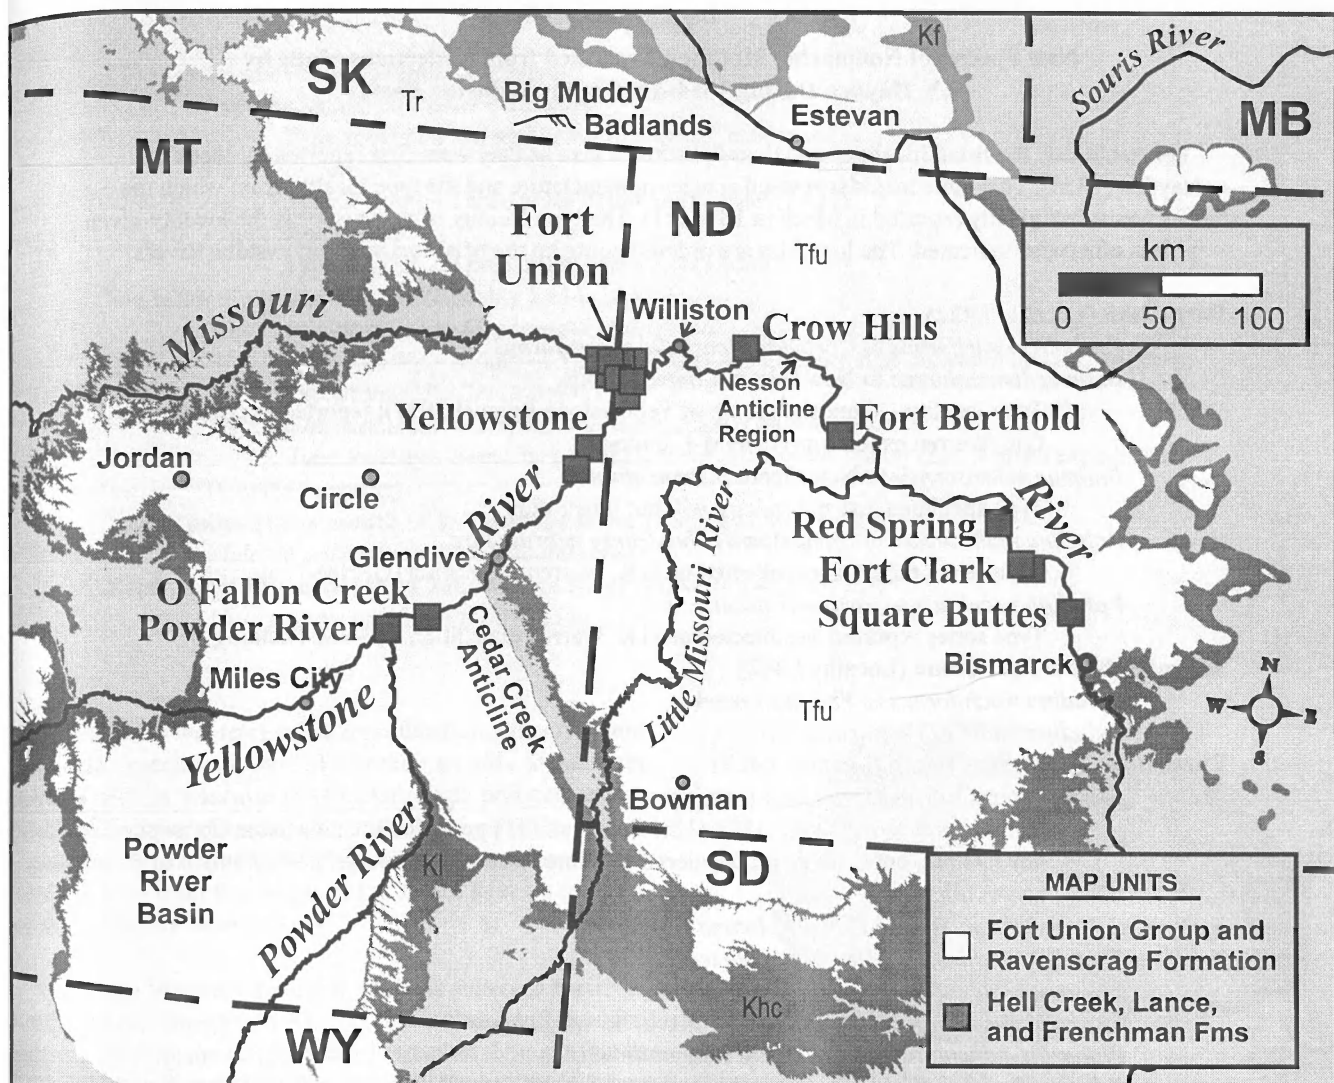 SK
Tr
Big Muddy
Badlands
Estevan
Kf
Souris River
MB
MT
Fort
Union
ND
Tfu
km
0 50 100
Missouri
Williston
Crow Hills
Nesson
Anticline
Region
Yellowstone
Fort Berthold
Jordan
Circle
River
Glendive
Little Missouri River
Red Spring
River
Fort Clark
O'Fallon Creek
Powder River
Square Buttes
Bismarck
Miles City
Cedar Creek
Anticline
Yellowstone
Tfu
N
W E
S
Bowman
Powder
River
Basin
Powder River
Kl
SD
MAP UNITS
Fort Union Group and
Ravenscrag Formation
Hell Creek, Lance,
and Frenchman Fms
Khc
WY